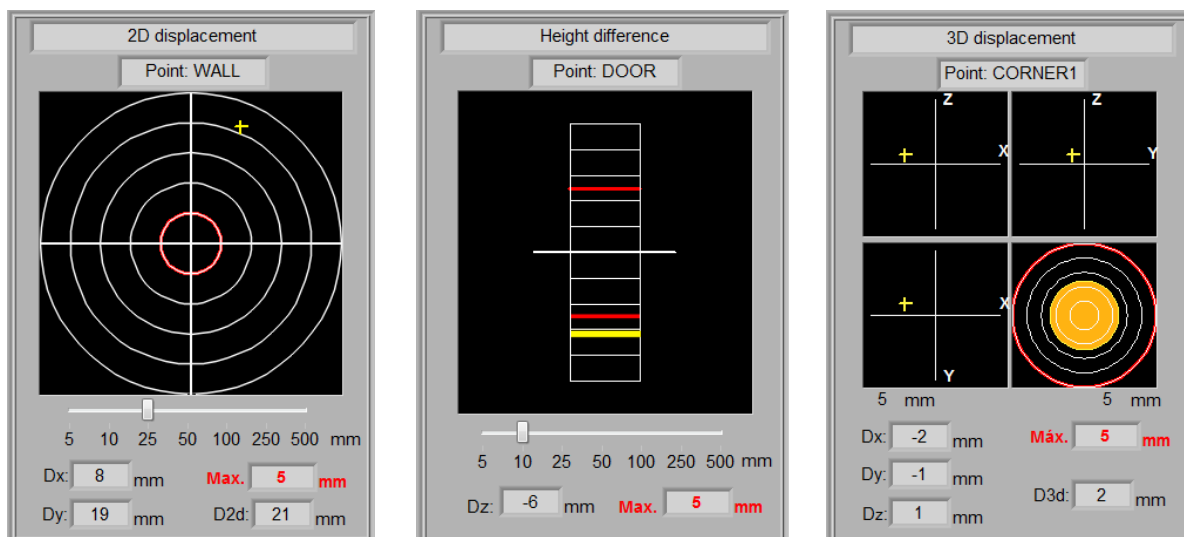 2D displacement
Point: WALL
5 10 25 50 100 250 500 mm
Dx: 8 mm Max. 5 mm
Dy: 19 mm D2d: 21 mm
Height difference
Point: DOOR
5 10 25 50 100 250 500 mm
Dz: -6 mm Max. 5 mm
3D displacement
Point: CORNER1
Z Z
X Y
X
Y
5 mm 5 mm
Dx: -2 mm Máx. 5 mm
Dy: -1 mm
Dz: 1 mm D3d: 2 mm